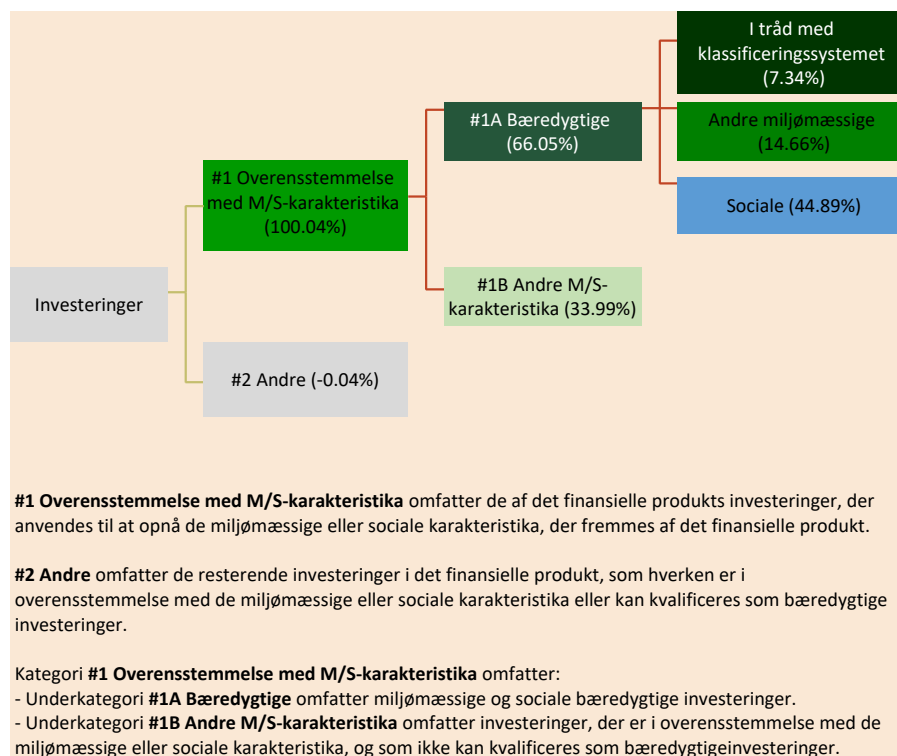 I tråd med
klassificeringssystemet
(7.34%)
#1A Bæredygtige
(66.05%)
Andre miljømæssige
(14.66%)
#1 Overensstemmelse
med M/S-karakteristika
(100.04%)
Sociale (44.89%)
Investeringer
#1B Andre M/S-
karakteristika (33.99%)
#2 Andre (-0.04%)
#1 Overensstemmelse med M/S-karakteristika omfatter de af det finansielle produkts investeringer, der
anvendes til at opnå de miljømæssige eller sociale karakteristika, der fremmes af det finansielle produkt.
#2 Andre omfatter de resterende investeringer i det finansielle produkt, som hverken er i
overensstemmelse med de miljømæssige eller sociale karakteristika eller kan kvalificeres som bæredygtige
investeringer.
Kategori #1 Overensstemmelse med M/S-karakteristika omfatter:
- Underkategori #1A Bæredygtige omfatter miljømæssige og sociale bæredygtige investeringer.
- Underkategori #1B Andre M/S-karakteristika omfatter investeringer, der er i overensstemmelse med de
miljømæssige eller sociale karakteristika, og som ikke kan kvalificeres som bæredygtigeinvesteringer.